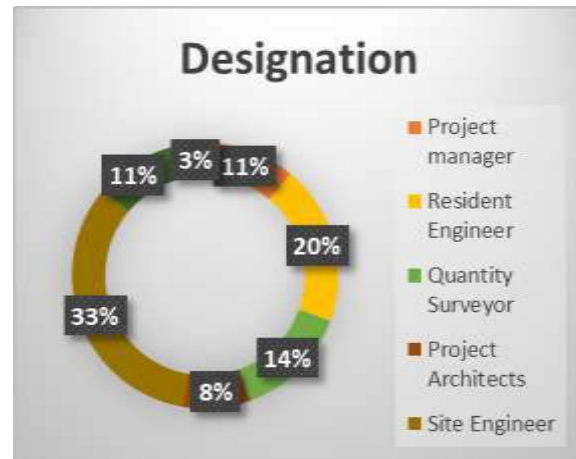 Designation
3%
11%
11%
20%
33%
14%
8%
Project
manager
Resident
Engineer
Quantity
Surveyor
Project
Architects
Site Engineer